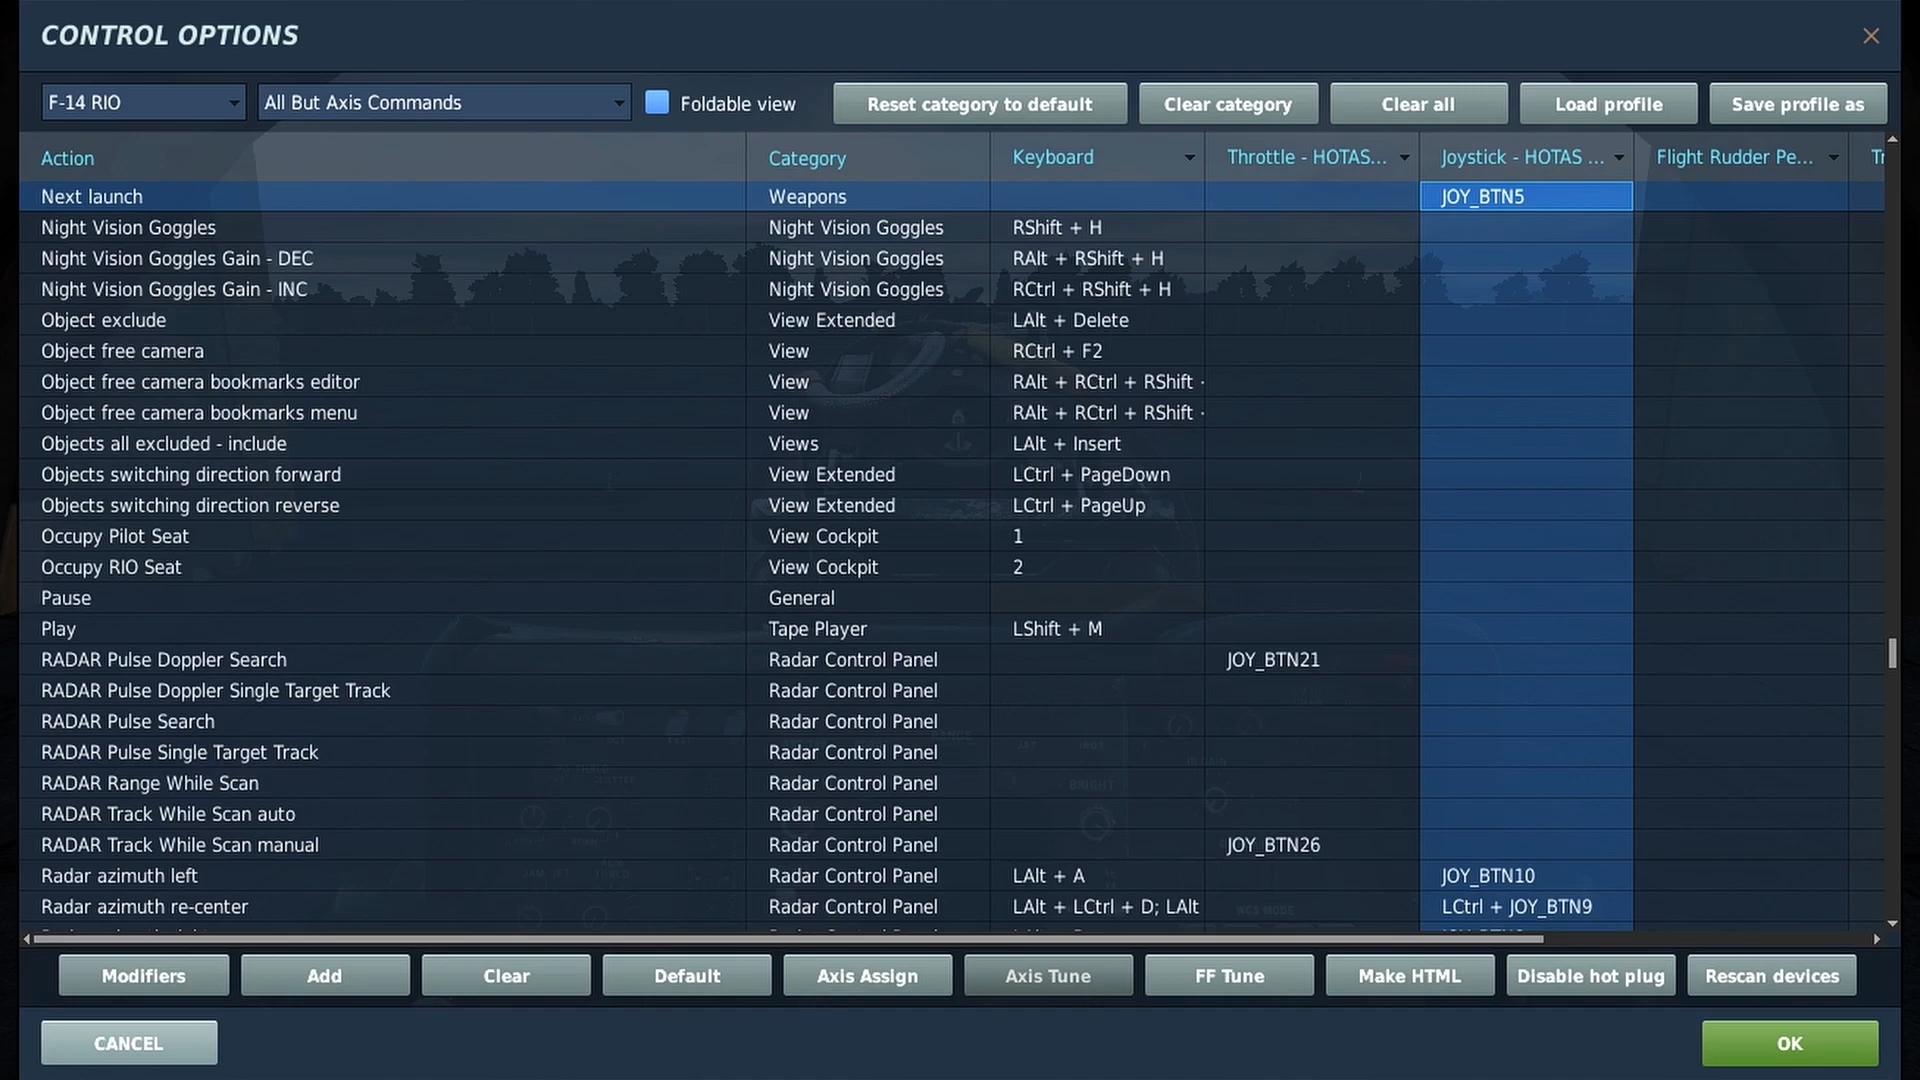 CONTROL OPTIONS
F-14 RIO All But Axis Commands Foldable view Reset category to default Clear category Clear all Load profile Save profile as
Action Category Keyboard Throttle - HOTAS... Joystick - HOTAS ... Flight Rudder Pe... Tr
Next launch Weapons JOY_BTN5
Night Vision Goggles Night Vision Goggles RShift + H
Night Vision Goggles Gain - DEC Night Vision Goggles RAlt + RShift + H
Night Vision Goggles Gain - INC Night Vision Goggles RCtrl + RShift + H
Object exclude View Extended LAlt + Delete
Object free camera View RCtrl + F2
Object free camera bookmarks editor View RAlt + RCtrl + RShift
Object free camera bookmarks menu View RAlt + RCtrl + RShift
Objects all excluded - include Views LAlt + Insert
Objects switching direction forward View Extended LCtrl + PageDown
Objects switching direction reverse View Extended LCtrl + PageUp
Occupy Pilot Seat View Cockpit 1
Occupy RIO Seat View Cockpit 2
Pause General
Play Tape Player LShift + M
RADAR Pulse Doppler Search Radar Control Panel JOY_BTN21
RADAR Pulse Doppler Single Target Track Radar Control Panel
RADAR Pulse Search Radar Control Panel
RADAR Pulse Single Target Track Radar Control Panel
RADAR Range While Scan Radar Control Panel
RADAR Track While Scan auto Radar Control Panel
RADAR Track While Scan manual Radar Control Panel JOY_BTN26
Radar azimuth left Radar Control Panel LAlt + A JOY_BTN10
Radar azimuth re-center Radar Control Panel LAlt + LCtrl + D; LAlt LCtrl + JOY_BTN9
Modifiers Add Clear Default Axis Assign Axis Tune FF Tune Make HTML Disable hot plug Rescan devices
CANCEL OK